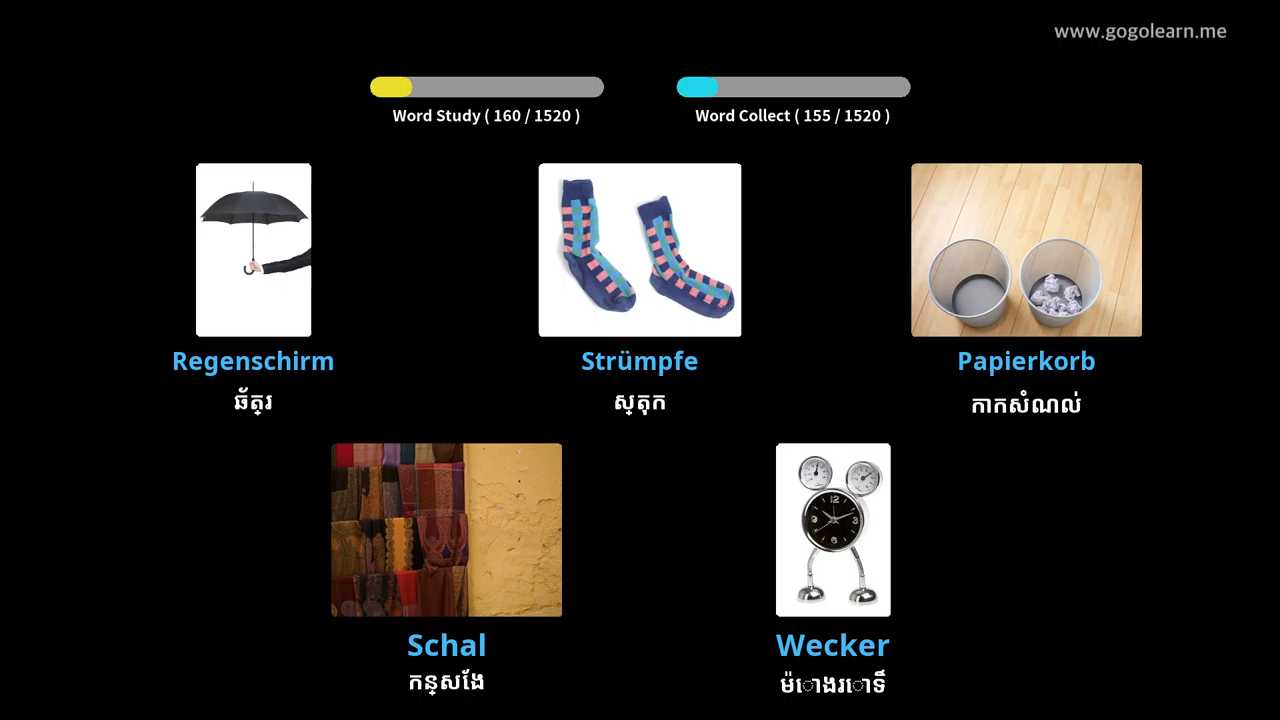 www.gogolearn.me
Word Study ( 160 / 1520 )
Word Collect ( 155 / 1520 )
Regenschirm
ឆ័ត្រ
Strümpfe
ស្តុក
Papierkorb
កាកសំណល់
Schal
កន្សែង
Wecker
ម៉ោងរោទិ៍